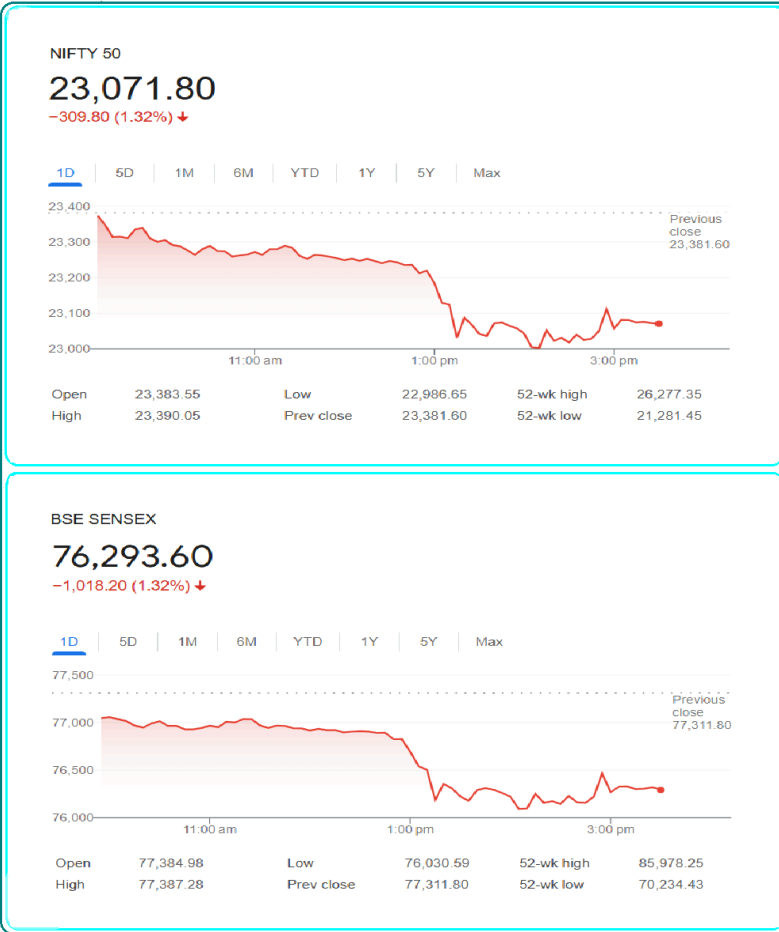 NIFTY 50
23,071.80
−309.80 (1.32%) ↓
1D 5D 1M 6M YTD 1Y 5Y Max
23,400
Previous
close
23,381.60
23,300
23,200
23,100
23,000
11:00 am 1:00 pm 3:00 pm
Open 23,383.55 Low 22,986.65 52-wk high 26,277.35
High 23,390.05 Prev close 23,381.60 52-wk low 21,281.45
BSE SENSEX
76,293.60
−1,018.20 (1.32%) ↓
1D 5D 1M 6M YTD 1Y 5Y Max
77,500
Previous
close
77,311.80
77,000
76,500
76,000
11:00 am 1:00 pm 3:00 pm
Open 77,384.98 Low 76,030.59 52-wk high 85,978.25
High 77,387.28 Prev close 77,311.80 52-wk low 70,234.43